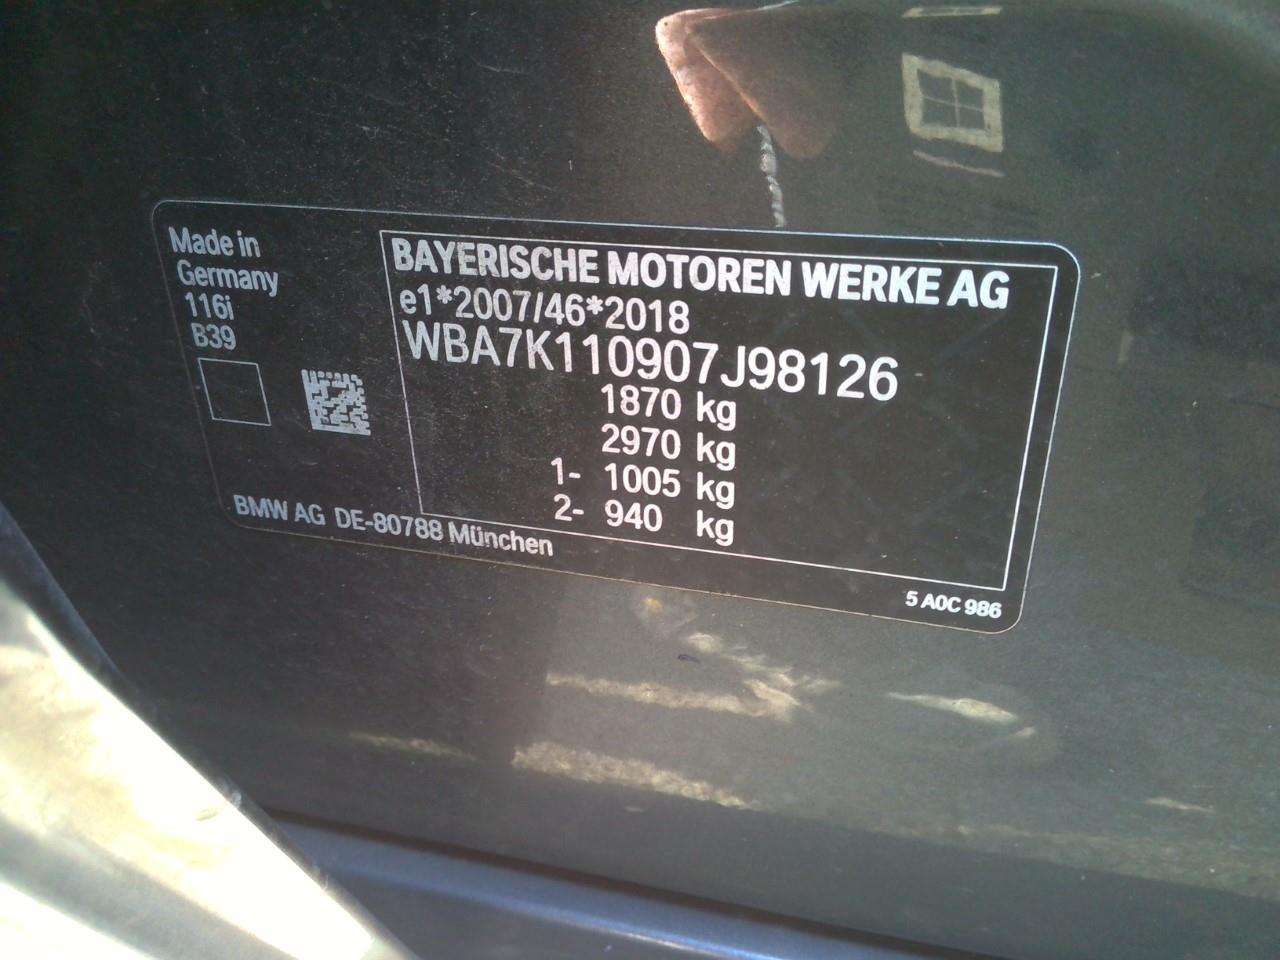 Made in
Germany
116i
B39
BAYERISCHE MOTOREN WERKE AG
e1*2007/46*2018
WBA7K110907J98126
1870 kg
2970 kg
1- 1005 kg
2- 940 kg
BMW AG DE-80788 München
5 A0C 986